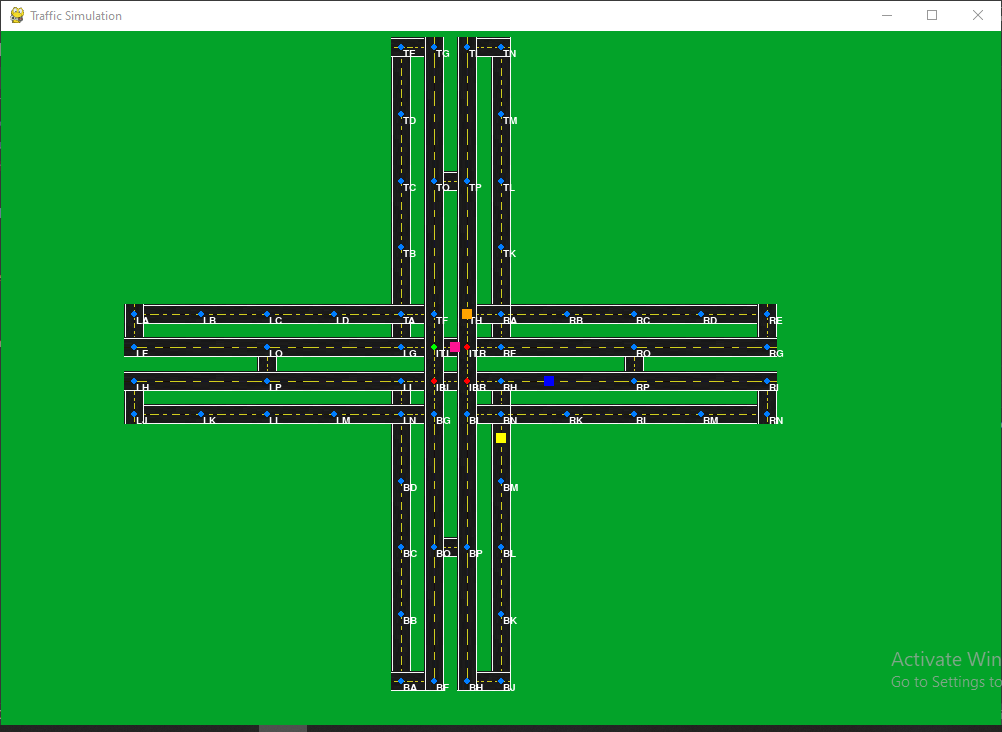 Traffic Simulation
TE TG TI TN
TD TM
TC TO TP TL
TB TK
LA LB LC LD TA TF TH BA RB RC RD RE
LF LO LG ITL ITR RF RO RG
LH LP LI IBL IBR RH RP RI
LJ LK LL LM LN BG BI RN RK RL RM RN
BD BM
BC BO BP BL
BB BK
BA BF BH BJ
Activate Win
Go to Settings to